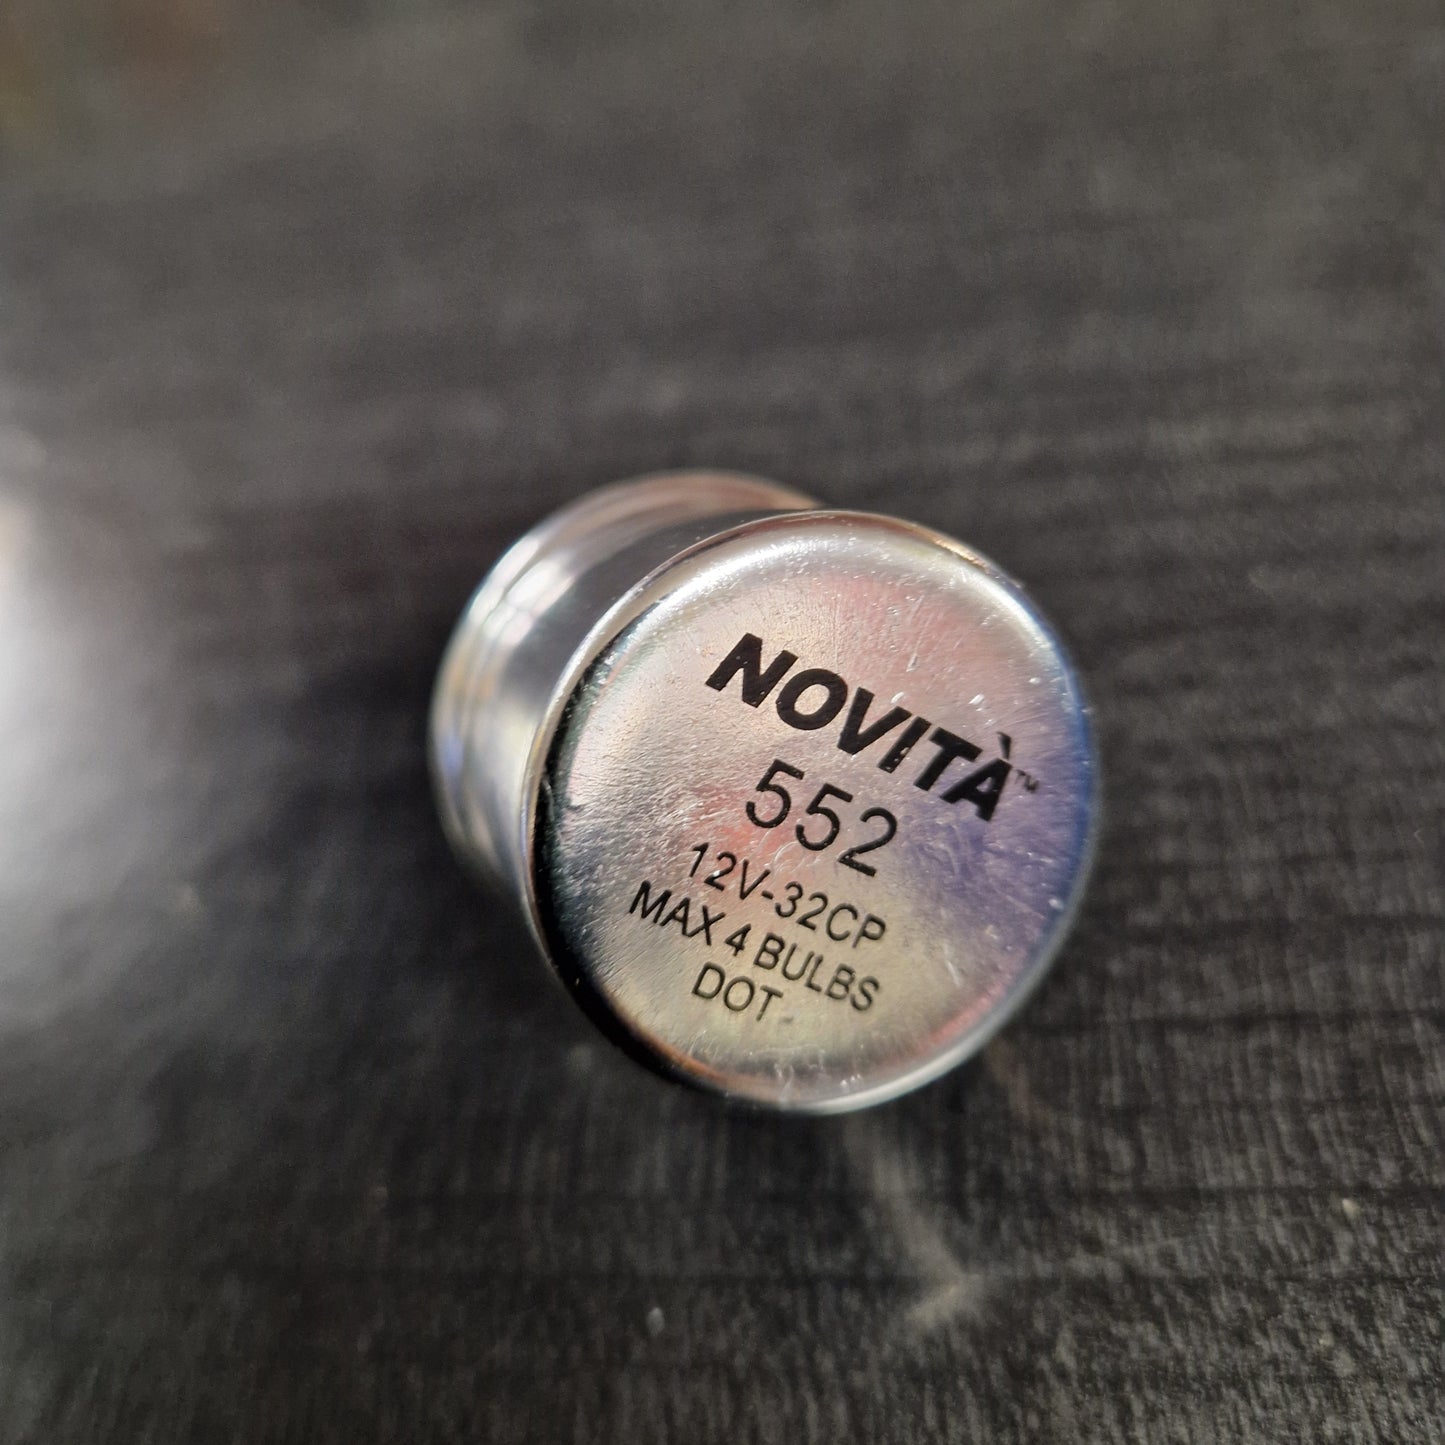 NOVITÀ™
552
12V-32CP
MAX 4 BULBS
DOT